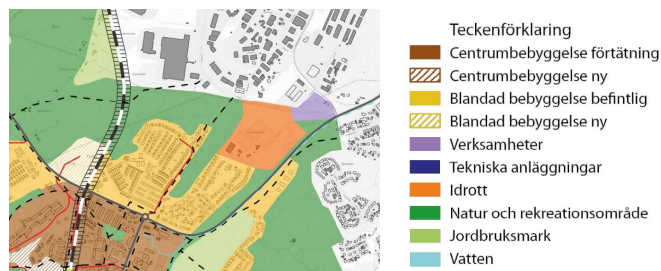 Teckenförklaring
Centrumbebyggelse förtätning
Centrumbebyggelse ny
Blandad bebyggelse befintlig
Blandad bebyggelse ny
Verksamheter
Tekniska anläggningar
Idrott
Natur och rekreationsområde
Jordbruksmark
Vatten